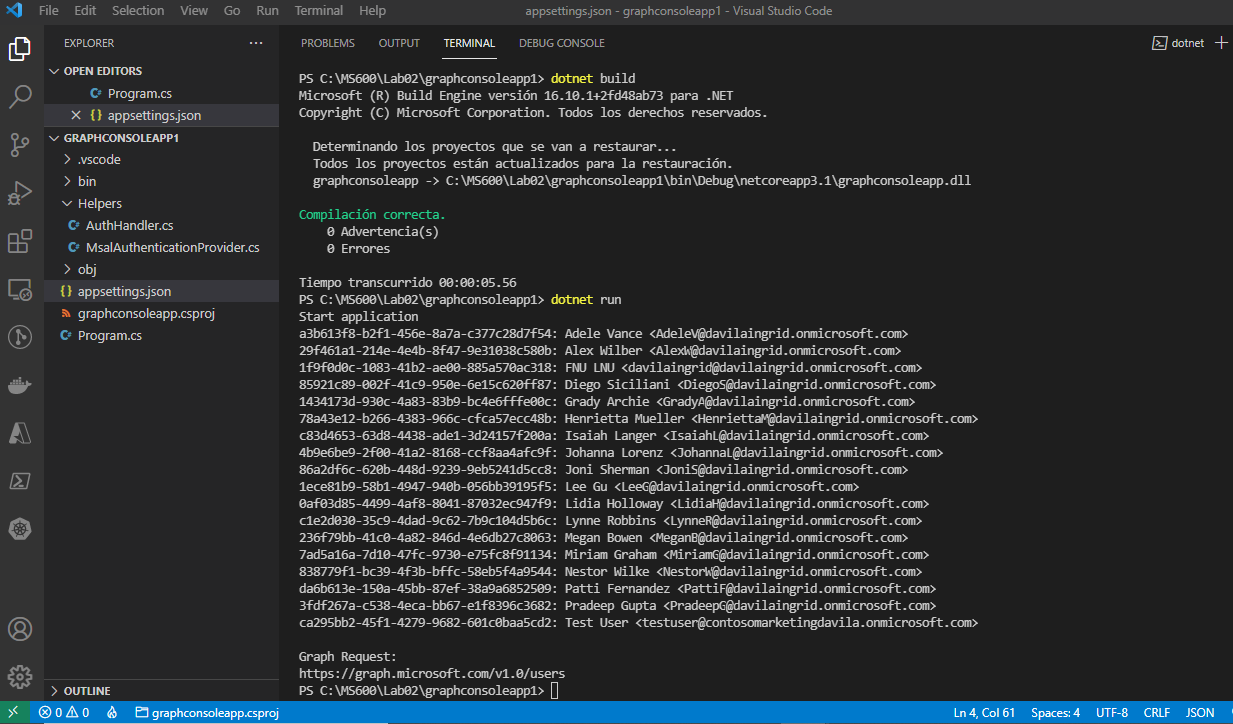 File Edit Selection View Go Run Terminal Help
appsettings.json - graphconsoleapp1 - Visual Studio Code
EXPLORER
OPEN EDITORS
Program.cs
appsettings.json
GRAPHCONSOLEAPP1
.vscode
bin
Helpers
AuthHandler.cs
MsalAuthenticationProvider.cs
obj
appsettings.json
graphconsoleapp.csproj
Program.cs
OUTLINE
PROBLEMS OUTPUT TERMINAL DEBUG CONSOLE
dotnet
PS C:\MS600\Lab02\graphconsoleapp1> dotnet build
Microsoft (R) Build Engine versión 16.10.1+2fd48ab73 para .NET
Copyright (C) Microsoft Corporation. Todos los derechos reservados.
Determinando los proyectos que se van a restaurar...
Todos los proyectos están actualizados para la restauración.
graphconsoleapp -> C:\MS600\Lab02\graphconsoleapp1\bin\Debug\netcoreapp3.1\graphconsoleapp.dll
Compilación correcta.
0 Advertencia(s)
0 Errores
Tiempo transcurrido 00:00:05.56
PS C:\MS600\Lab02\graphconsoleapp1> dotnet run
Start application
a3b613f8-b2f1-456e-8a7a-c377c28d7f54: Adele Vance <AdeleV@davilaingrid.onmicrosoft.com>
29f461a1-214e-4e4b-8f47-9e31038c580b: Alex Wilber <AlexW@davilaingrid.onmicrosoft.com>
1f9f0d0c-1083-41b2-ae00-885a570ac318: FNU LNU <davilaingrid@davilaingrid.onmicrosoft.com>
85921c89-002f-41c9-950e-6e15c620ff87: Diego Siciliani <DiegoS@davilaingrid.onmicrosoft.com>
1434173d-930c-4a83-83b9-bc4e6fffe00c: Grady Archie <GradyA@davilaingrid.onmicrosoft.com>
78a43e12-b266-4383-966c-cfca57ecc48b: Henrietta Mueller <HenriettaM@davilaingrid.onmicrosoft.com>
c83d4653-63d8-4438-ade1-3d24157f200a: Isaiah Langer <IsaiahL@davilaingrid.onmicrosoft.com>
4b9e6be9-2f00-41a2-8168-ccf8aa4afc9f: Johanna Lorenz <JohannaL@davilaingrid.onmicrosoft.com>
86a2df6c-620b-448d-9239-9eb5241d5cc8: Joni Sherman <JoniS@davilaingrid.onmicrosoft.com>
1ece81b9-58b1-4947-940b-056bb39195f5: Lee Gu <LeeG@davilaingrid.onmicrosoft.com>
0af03d85-4499-4af8-8041-87032ec947f9: Lidia Holloway <LidiaH@davilaingrid.onmicrosoft.com>
c1e2d030-35c9-4dad-9c62-7b9c104d5b6c: Lynne Robbins <LynneR@davilaingrid.onmicrosoft.com>
236f79bb-41c0-4a82-846d-4e6db27c8063: Megan Bowen <MeganB@davilaingrid.onmicrosoft.com>
7ad5a16a-7d10-47fc-9730-e75fc8f91134: Miriam Graham <MiriamG@davilaingrid.onmicrosoft.com>
838779f1-bc39-4f3b-bffc-58eb5f4a9544: Nestor Wilke <NestorW@davilaingrid.onmicrosoft.com>
da6b613e-150a-45bb-87ef-38a9a6852509: Patti Fernandez <PattiF@davilaingrid.onmicrosoft.com>
3fdf267a-c538-4eca-bb67-e1f8396c3682: Pradeep Gupta <PradeepG@davilaingrid.onmicrosoft.com>
ca295bb2-45f1-4279-9682-601c0baa5cd2: Test User <testuser@contosomarketingdavila.onmicrosoft.com>
Graph Request:
https://graph.microsoft.com/v1.0/users
PS C:\MS600\Lab02\graphconsoleapp1>
0 0 graphconsoleapp.csproj
Ln 4, Col 61 Spaces: 4 UTF-8 CRLF JSON